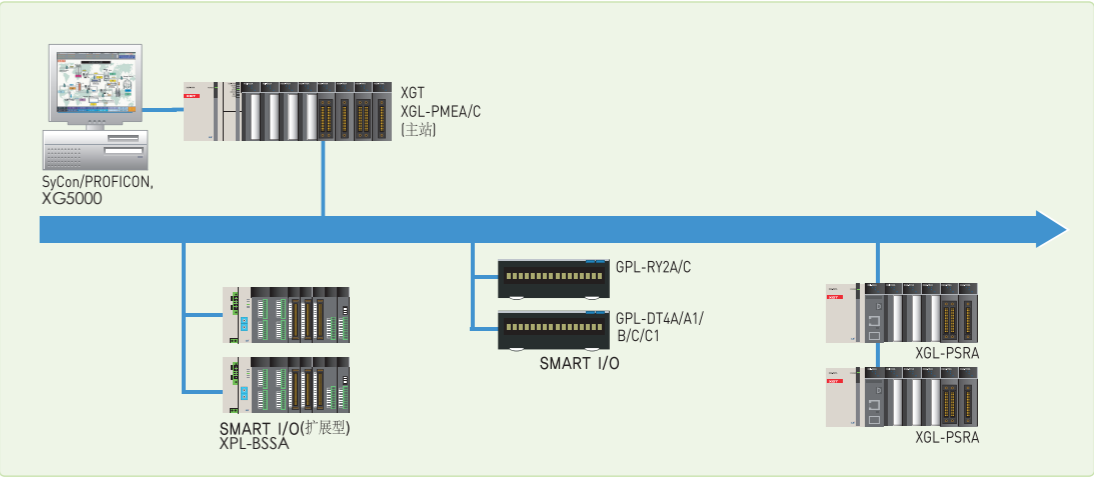 XGT
XGL-PMEA/C
(主站)
SyCon/PROFICON,
XG5000
GPL-RY2A/C
GPL-DT4A/A1/
B/C/C1
SMART I/O
SMART I/O(扩展型)
XPL-BSSA
XGL-PSRA
XGL-PSRA